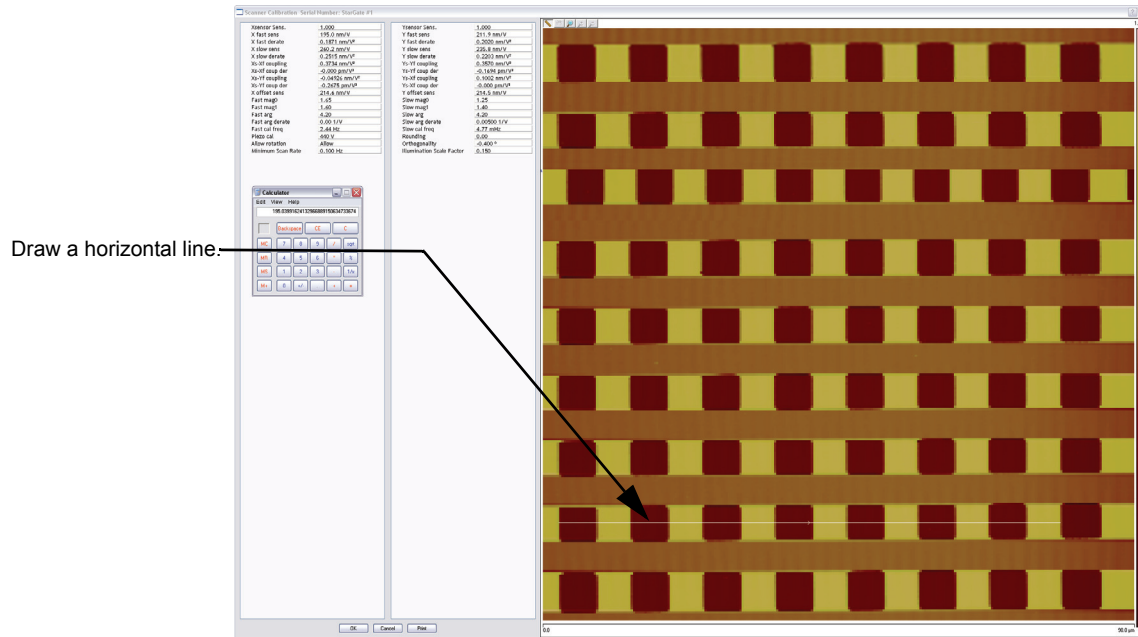 Scanner Calibration Serial Number: StarGate #1
Xsensor Sens. 1.000
X fast sens 195.0 nm/V
X fast derate 0.1871 nm/V²
X slow sens 260.2 nm/V
X slow derate 0.2515 nm/V²
Xs-Xf coupling 0.3734 nm/V²
Xs-Xf coup der -0.000 pm/V³
Xs-Yf coupling -0.04926 nm/V²
Xs-Yf coup der -0.2675 pm/V³
X offset sens 214.6 nm/V
Fast mag0 1.65
Fast mag1 1.60
Fast arg 4.20
Fast arg derate 0.00 1/V
Fast cal freq 2.44 Hz
Piezo cal 440 V
Allow rotation Allow
Minimum Scan Rate 0.100 Hz
Ysensor Sens. 1.000
Y fast sens 211.9 nm/V
Y fast derate 0.2020 nm/V²
Y slow sens 235.8 nm/V
Y slow derate 0.2203 nm/V²
Ys-Yf coupling 0.3570 nm/V²
Ys-Yf coup der -0.1694 pm/V³
Ys-Xf coupling 0.1002 nm/V²
Ys-Xf coup der -0.000 pm/V³
Y offset sens 214.5 nm/V
Slow mag0 1.25
Slow mag1 1.40
Slow arg 4.20
Slow arg derate 0.00500 1/V
Slow cal freq 4.77 mHz
Rounding 0.00
Orthogonality -0.400 º
Illumination Scale Factor 0.150
Calculator
Edit View Help
Backspace CE C
MC 7 8 9 / sqrt
MR 4 5 6 * %
MS 1 2 3 1/x
M+ 0 +/- . + =
Draw a horizontal line.
OK Cancel Print
0.0 90.0 µm